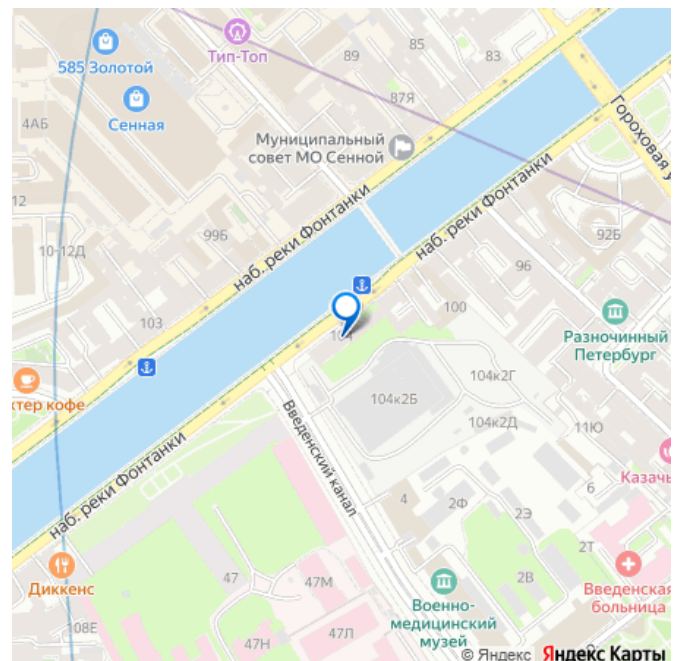 585 Золотой
Тип-Топ
89
85
83
87Я
Сенная
4АБ
Муниципальный
совет МО Сенной
Гороховая у
12
10-12Д
99Б
наб. реки Фонтанки
наб. реки Фонтанки
92Б
96
100
103
104
Разночинный
Петербург
ктер кофе
104к2Б
104к2Г
104к2Д
11Ю
Введенский канал
Казачь
наб. реки Фонтанки
4
2Ф
2Э
6
2Т
Диккенс
47
47М
2В
Введенская
больница
Военно-
медицинский
музей
108Е
47Н
47Л
© Яндекс Яндекс Карты